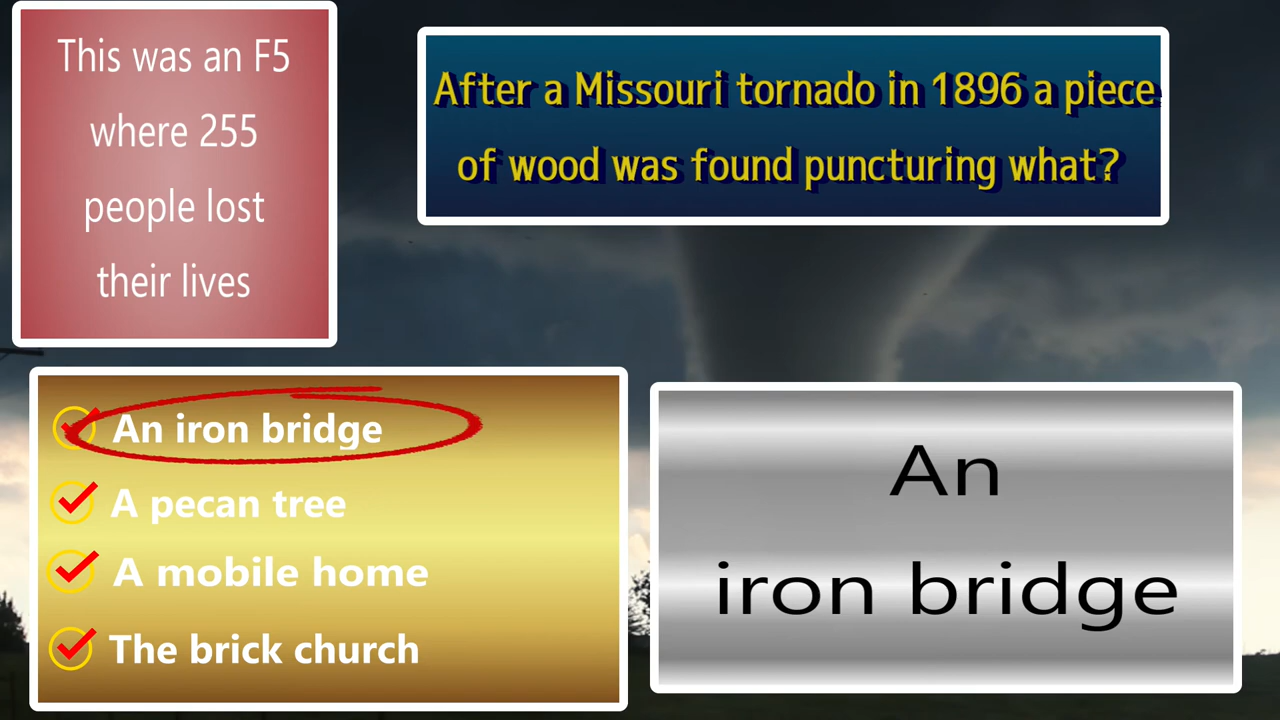 This was an F5
where 255
people lost
their lives
After a Missouri tornado in 1896 a piece
of wood was found puncturing what?
An iron bridge
A pecan tree
A mobile home
The brick church
An
iron bridge